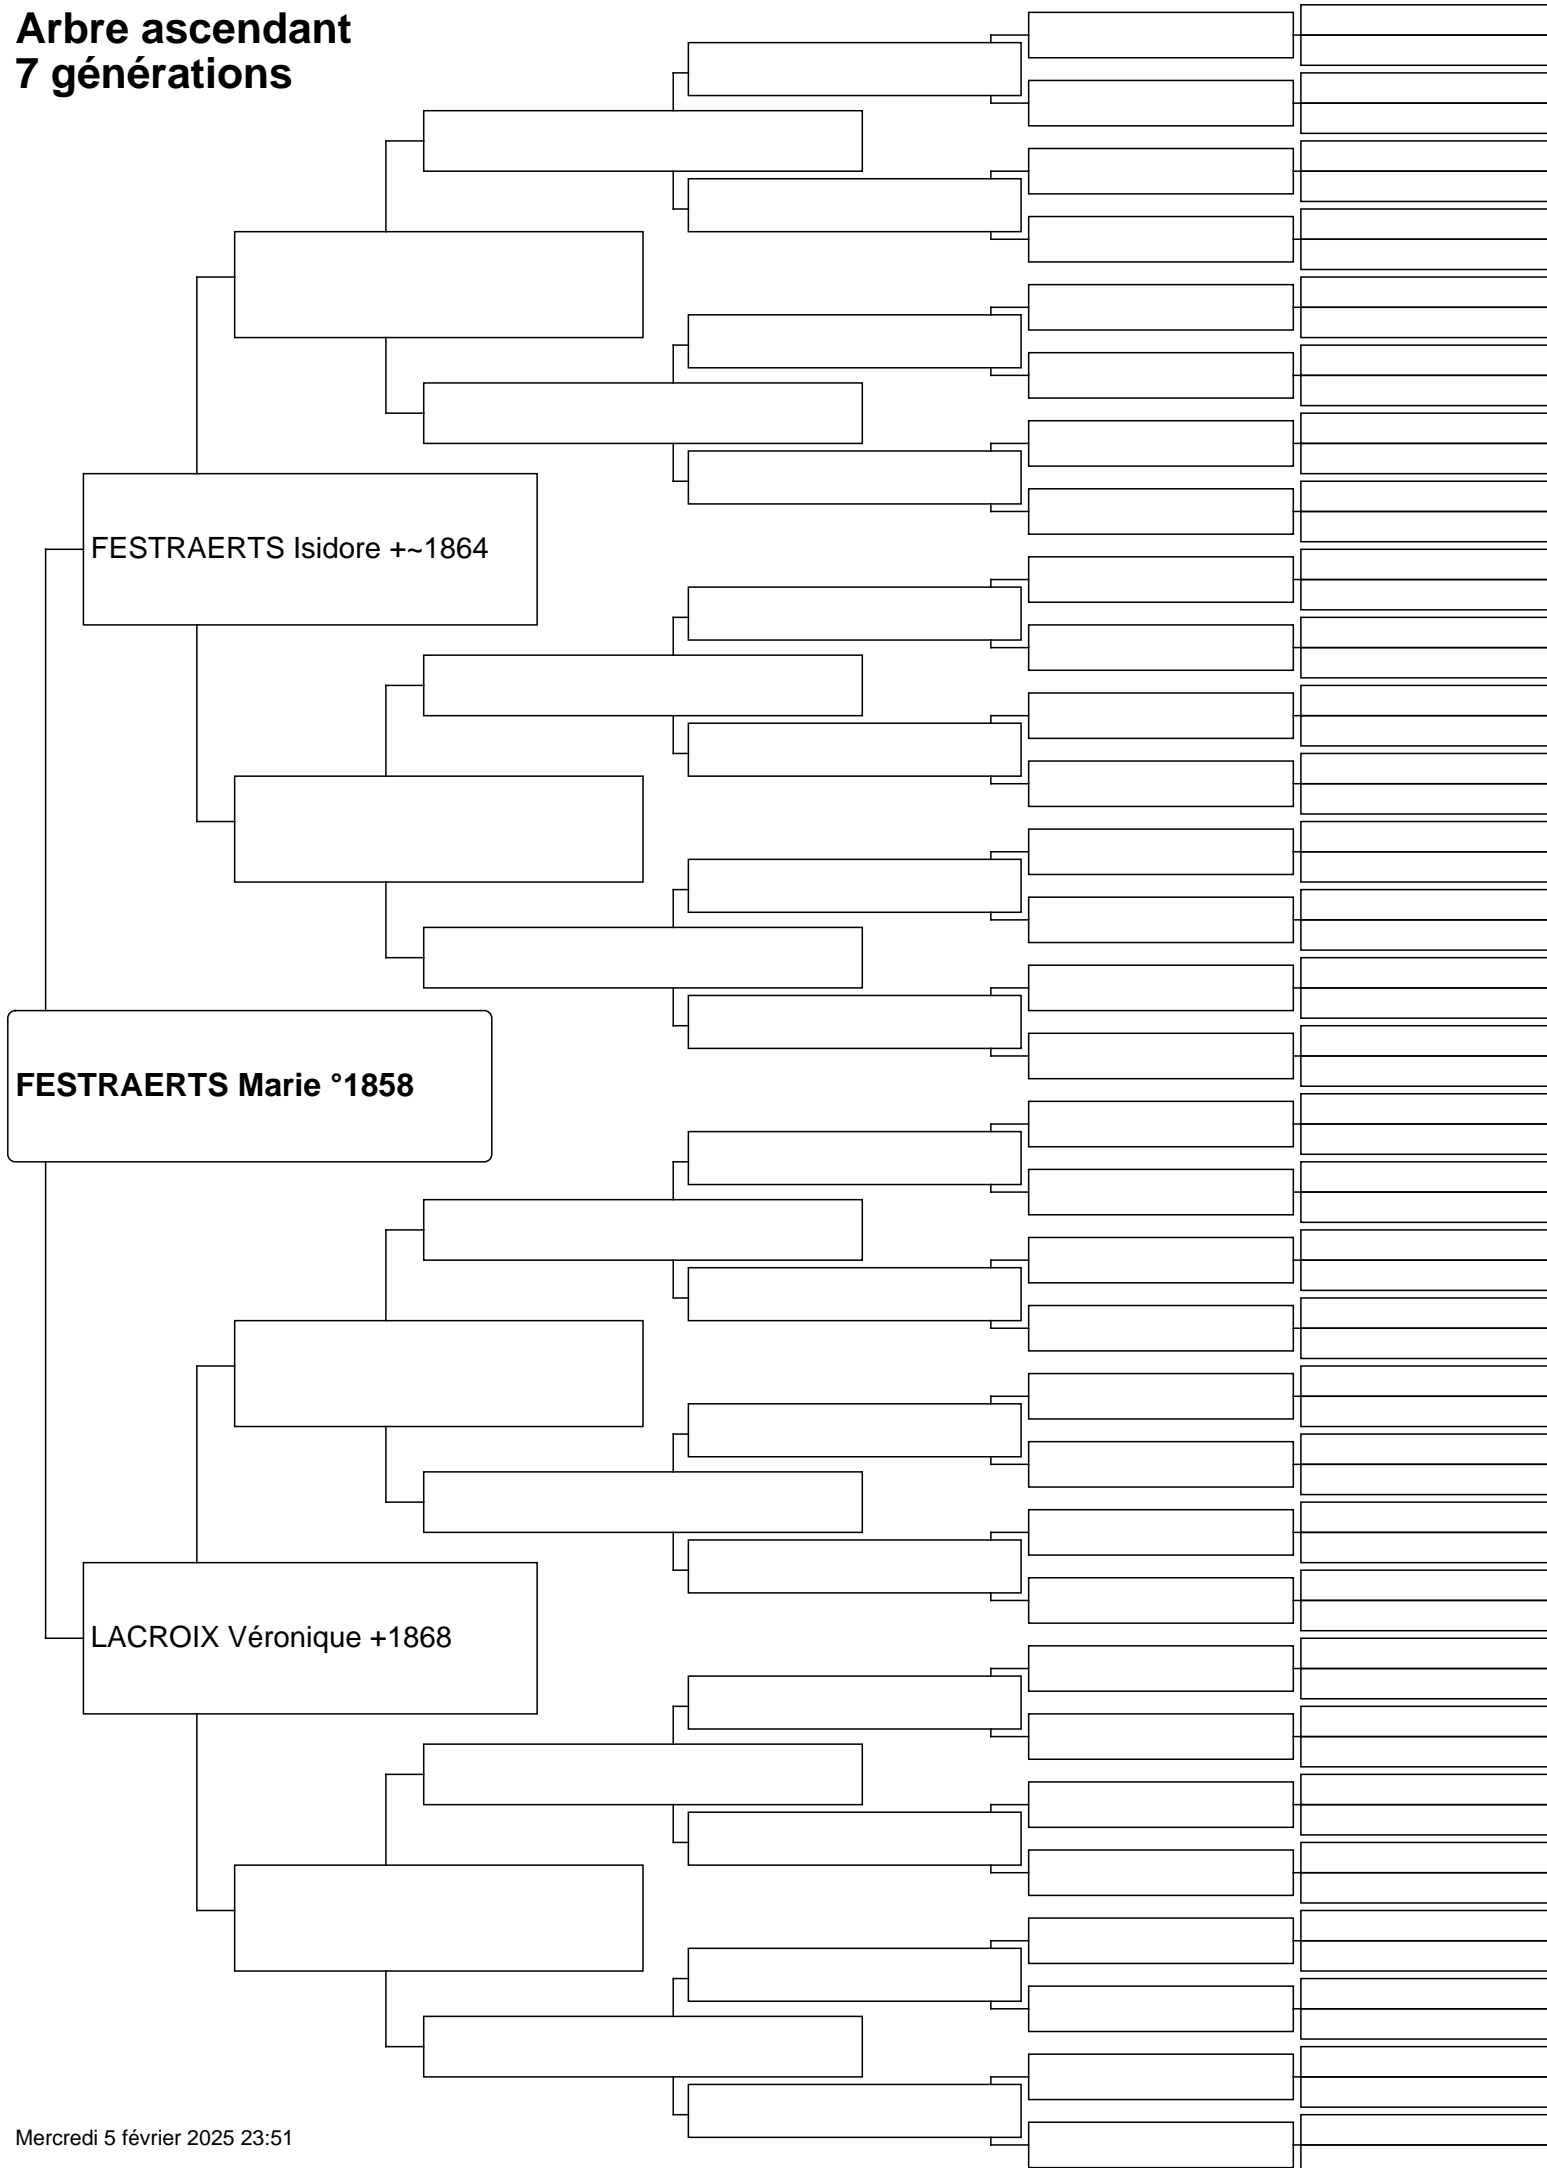 Arbre ascendant
7 générations
FESTRAERTS Isidore +~1864
FESTRAERTS Marie °1858
LACROIX Véronique +1868
Mercredi 5 février 2025 23:51